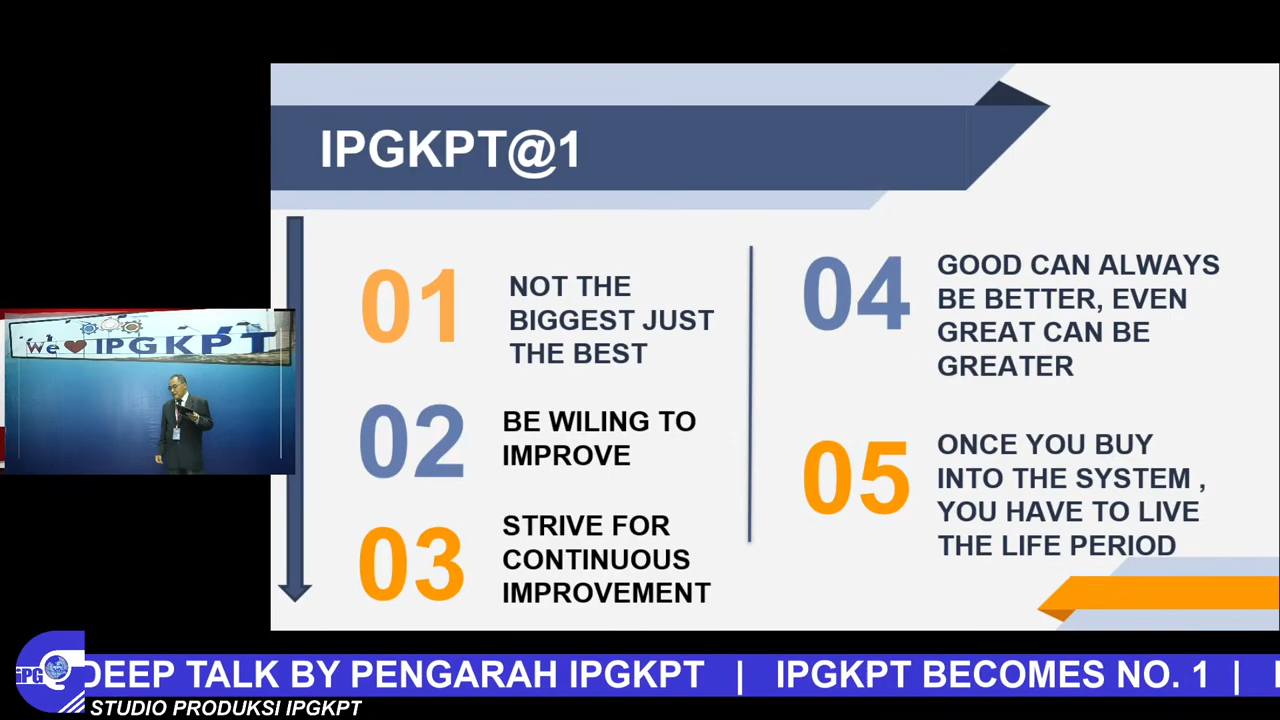 IPGKPT@1
01
NOT THE
BIGGEST JUST
THE BEST
02
BE WILING TO
IMPROVE
03
STRIVE FOR
CONTINUOUS
IMPROVEMENT
04
GOOD CAN ALWAYS
BE BETTER, EVEN
GREAT CAN BE
GREATER
05
ONCE YOU BUY
INTO THE SYSTEM ,
YOU HAVE TO LIVE
THE LIFE PERIOD
We ❤ IPGKPT
iPG
DEEP TALK BY PENGARAH IPGKPT | IPGKPT BECOMES NO. 1 |
STUDIO PRODUKSI IPGKPT